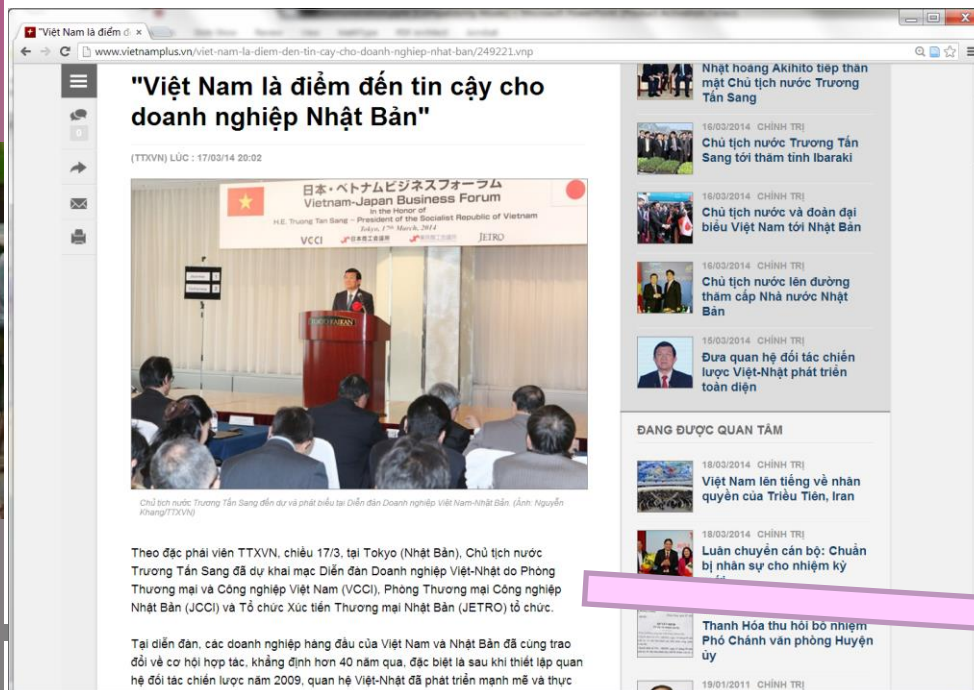 "Việt Nam là điểm đ
www.vietnamplus.vn/viet-nam-la-diem-den-tin-cay-cho-doanh-nghiep-nhat-ban/249221.vnp
"Việt Nam là điểm đến tin cậy cho
doanh nghiệp Nhật Bản"
0
(TTXVN) LÚC : 17/03/14 20:02
日本・ベトナムビジネスフォーラム
Vietnam-Japan Business Forum
In the Honor of
H.E. Truong Tan Sang – President of the Socialist Republic of Vietnam
Tokyo, 17th March, 2014
VCCI 日本商工会議所 JETRO
KAIKAN
Chủ tịch nước Trương Tấn Sang đến dự và phát biểu tại Diễn đàn Doanh nghiệp Việt Nam-Nhật Bản. (Ảnh: Nguyễn
Khang/TTXVN)
Theo đặc phái viên TTXVN, chiều 17/3, tại Tokyo (Nhật Bản), Chủ tịch nước
Trương Tấn Sang đã dự khai mạc Diễn đàn Doanh nghiệp Việt-Nhật do Phòng
Thương mại và Công nghiệp Việt Nam (VCCI), Phòng Thương mại Công nghiệp
Nhật Bản (JCCI) và Tổ chức Xúc tiến Thương mại Nhật Bản (JETRO) tổ chức.
Tại diễn đàn, các doanh nghiệp hàng đầu của Việt Nam và Nhật Bản đã cùng trao
đổi về cơ hội hợp tác, khẳng định hơn 40 năm qua, đặc biệt là sau khi thiết lập quan
hệ đối tác chiến lược năm 2009, quan hệ Việt-Nhật đã phát triển mạnh mẽ và thực
Nhật hoàng Akihito tiếp thân
mật Chủ tịch nước Trương
Tấn Sang
16/03/2014 CHÍNH TRỊ
Chủ tịch nước Trương Tấn
Sang tới thăm tỉnh Ibaraki
16/03/2014 CHÍNH TRỊ
Chủ tịch nước và đoàn đại
biểu Việt Nam tới Nhật Bản
16/03/2014 CHÍNH TRỊ
Chủ tịch nước lên đường
thăm cấp Nhà nước Nhật
Bản
15/03/2014 CHÍNH TRỊ
Đưa quan hệ đối tác chiến
lược Việt-Nhật phát triển
toàn diện
ĐANG ĐƯỢC QUAN TÂM
18/03/2014 CHÍNH TRỊ
Việt Nam lên tiếng về nhân
quyền của Triều Tiên, Iran
18/03/2014 CHÍNH TRỊ
Luân chuyển cán bộ: Chuẩn
bị nhân sự cho nhiệm kỳ
Thanh Hóa thu hồi bổ nhiệm
Phó Chánh văn phòng Huyện
ủy
19/01/2011 CHÍNH TRỊ